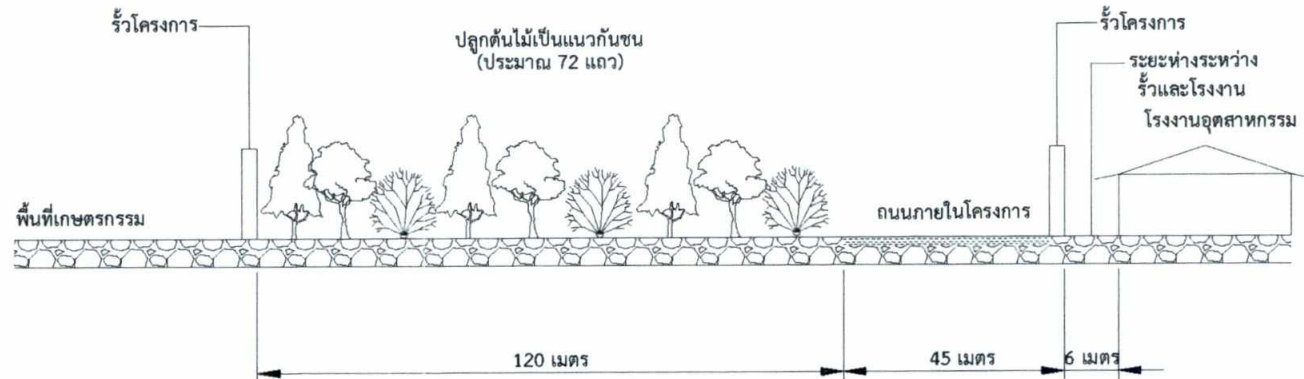 รั้วโครงการ
ปลูกต้นไม้เป็นแนวกันชน
(ประมาณ 72 แถว)
รั้วโครงการ
ระยะห่างระหว่าง
รั้วและโรงงาน
โรงงานอุตสาหกรรม
พื้นที่เกษตรกรรม
ถนนภายในโครงการ
120 เมตร
45 เมตร
6 เมตร